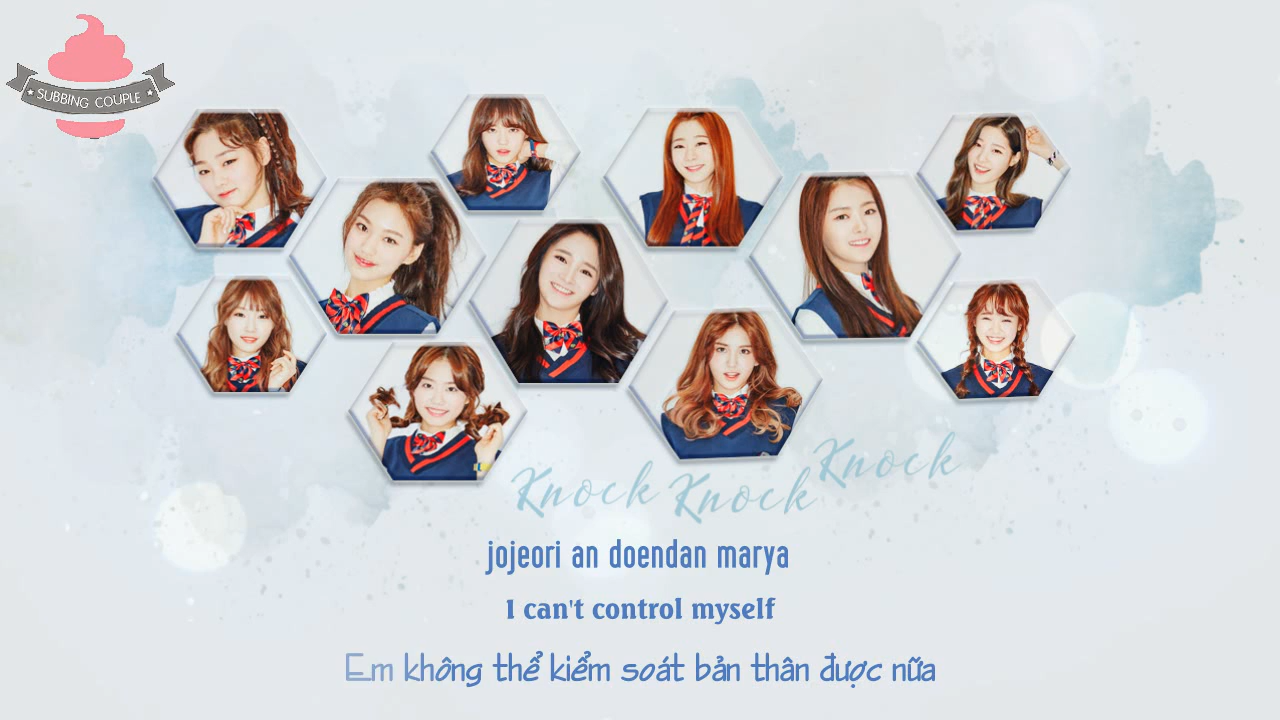 SUBBING COUPLE
Knock Knock Knock
jojeori an doendan marya
I can't control myself
Em không thể kiểm soát bản thân được nữa